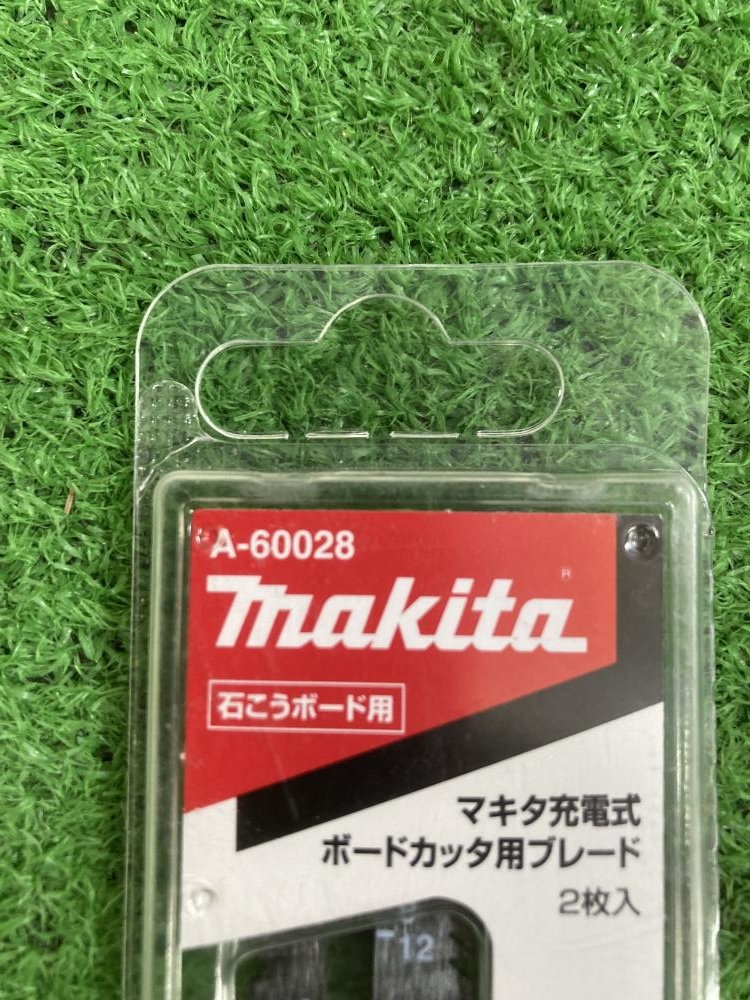 A-60028
makita®
石こうボード用
マキタ充電式
ボードカッタ用ブレード
2枚入
T12